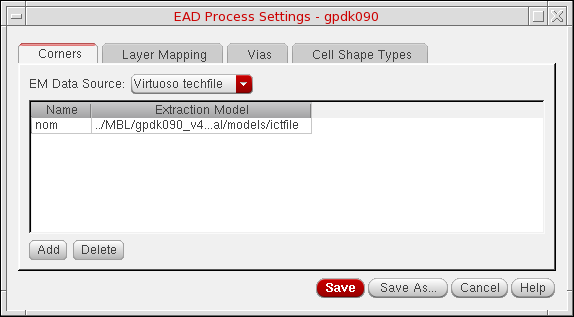 EAD Process Settings - gpdk090
Corners Layer Mapping Vias Cell Shape Types
EM Data Source: Virtuoso techfile
Name Extraction Model
nom ../MBL/gpdk090_v4...al/models/ictfile
Add Delete
Save Save As... Cancel Help